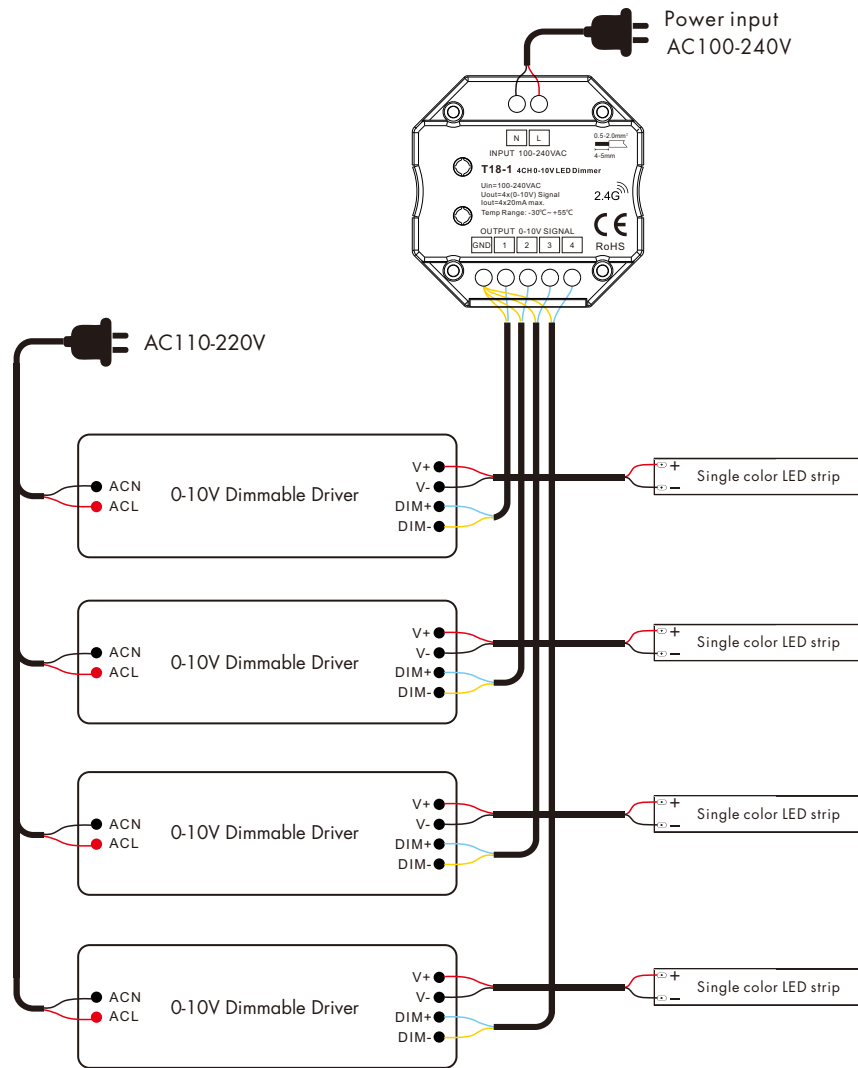 Power input
AC100-240V
N L
INPUT 100-240VAC
0.5-2.0mm²
4-5mm
T18-1 4CH 0-10V LED Dimmer
Uin=100-240VAC
Uout=4x(0-10V) Signal
Iout=4x20mA max.
Temp Range: -30℃~+55℃
2.4G
CE
RoHS
OUTPUT 0-10V SIGNAL
GND 1 2 3 4
AC110-220V
ACN
ACL
0-10V Dimmable Driver
V+
V-
DIM+
DIM-
+
–
Single color LED strip
ACN
ACL
0-10V Dimmable Driver
V+
V-
DIM+
DIM-
+
–
Single color LED strip
ACN
ACL
0-10V Dimmable Driver
V+
V-
DIM+
DIM-
+
–
Single color LED strip
ACN
ACL
0-10V Dimmable Driver
V+
V-
DIM+
DIM-
+
–
Single color LED strip